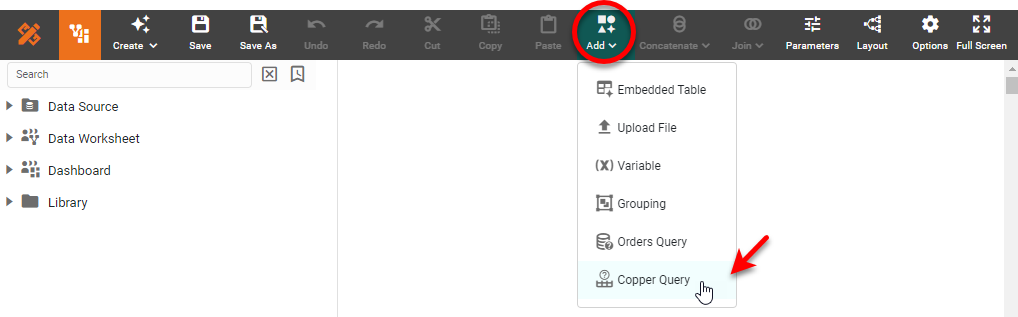 Create
Save
Save As
Undo
Redo
Cut
Copy
Paste
Add
Concatenate
Join
Parameters
Layout
Options
Full Screen
Search
Data Source
Data Worksheet
Dashboard
Library
Embedded Table
Upload File
(X) Variable
Grouping
Orders Query
Copper Query